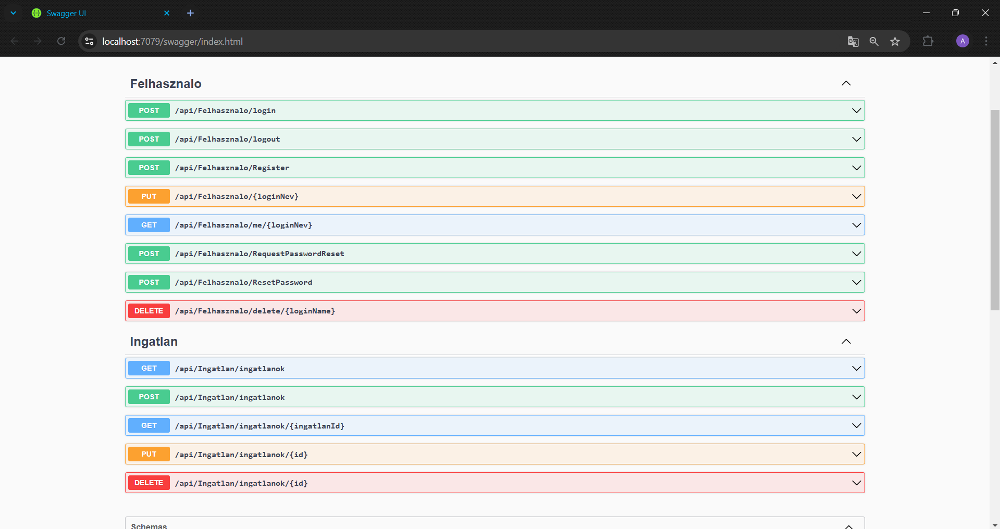 Swagger UI
localhost:7079/swagger/index.html
A
Felhasznalo
POST /api/Felhasznalo/login
POST /api/Felhasznalo/logout
POST /api/Felhasznalo/Register
PUT /api/Felhasznalo/{loginNev}
GET /api/Felhasznalo/me/{loginNev}
POST /api/Felhasznalo/RequestPasswordReset
POST /api/Felhasznalo/ResetPassword
DELETE /api/Felhasznalo/delete/{loginName}
Ingatlan
GET /api/Ingatlan/ingatlanok
POST /api/Ingatlan/ingatlanok
GET /api/Ingatlan/ingatlanok/{ingatlanId}
PUT /api/Ingatlan/ingatlanok/{id}
DELETE /api/Ingatlan/ingatlanok/{id}
Schemas